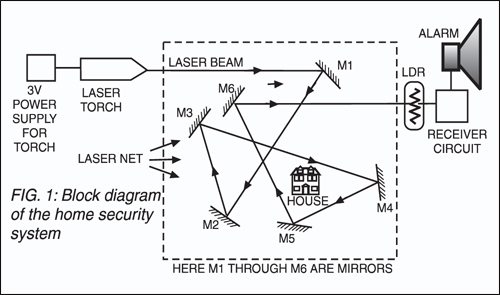 ALARM
LASER BEAM
M1
M6
LDR
3V
POWER
SUPPLY
FOR
TORCH
LASER
TORCH
M3
RECEIVER
CIRCUIT
LASER NET
HOUSE
M4
FIG. 1: Block diagram
of the home security
system
M2
M5
HERE M1 THROUGH M6 ARE MIRRORS